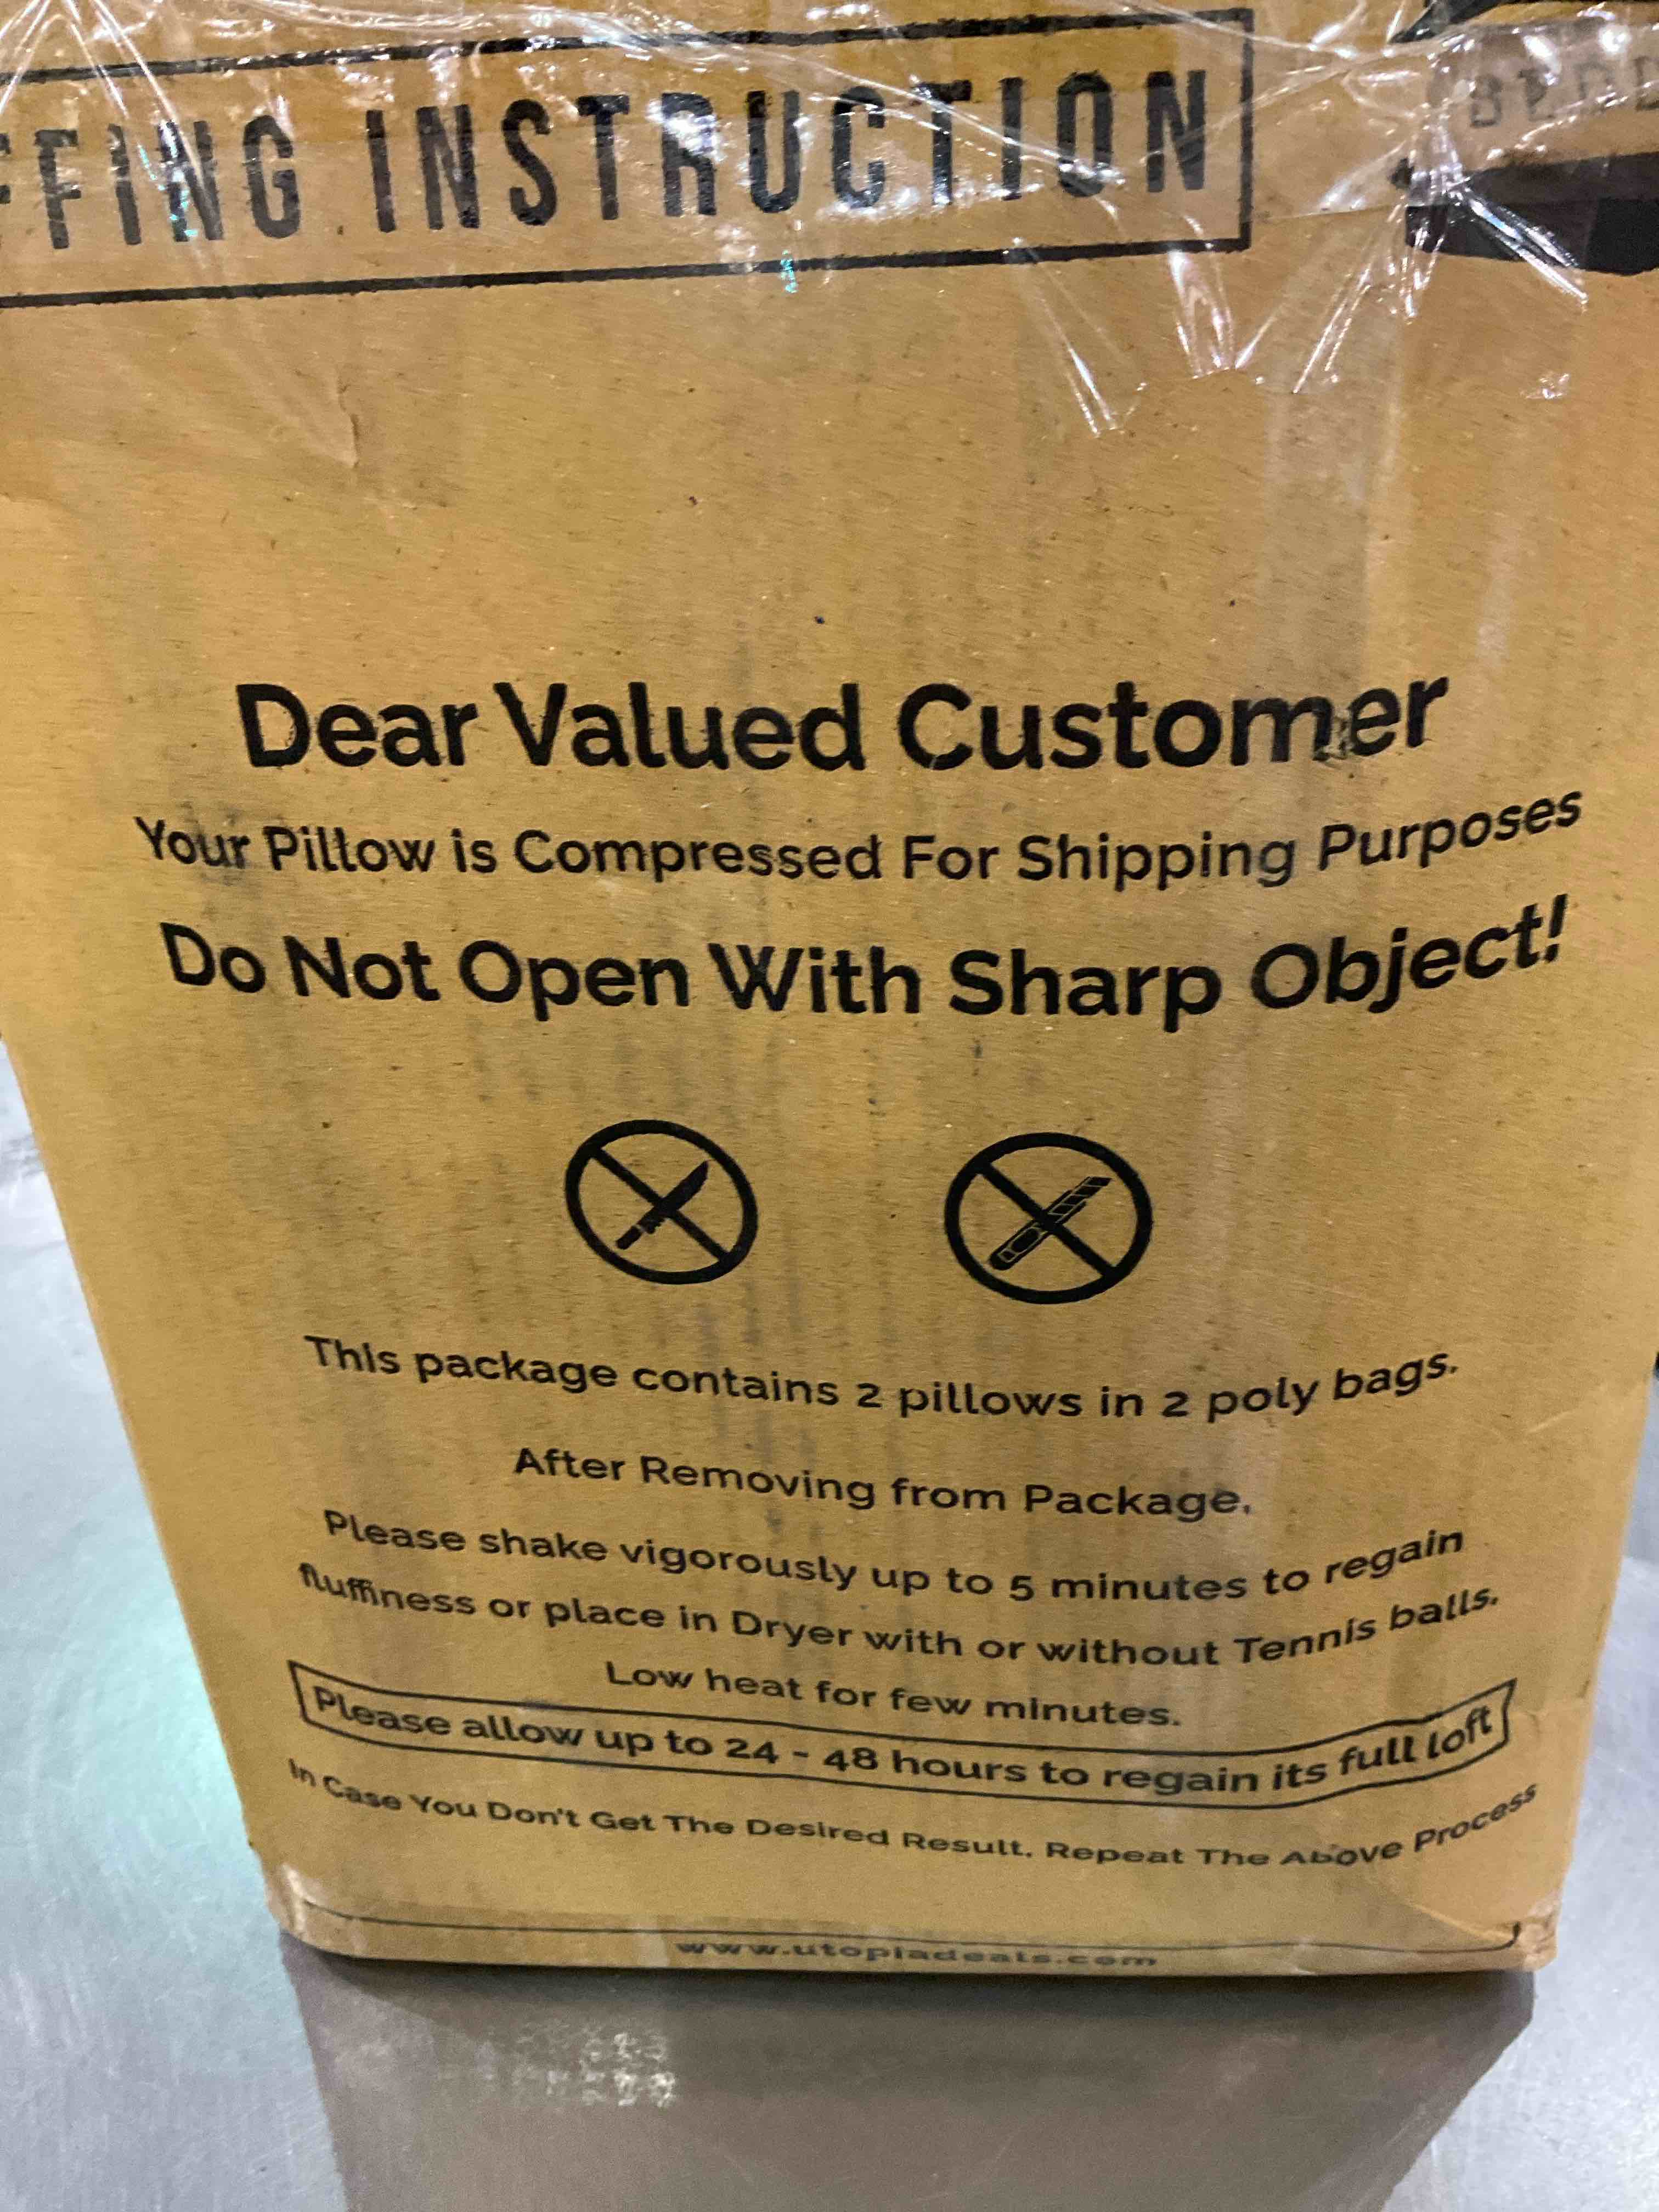 FFING INSTRUCTION
Dear Valued Customer
Your Pillow is Compressed For Shipping Purposes
Do Not Open With Sharp Object!
This package contains 2 pillows in 2 poly bags.
After Removing from Package,
Please shake vigorously up to 5 minutes to regain
fluffiness or place in Dryer with or without Tennis balls.
Low heat for few minutes.
Please allow up to 24 - 48 hours to regain its full loft
In Case You Don't Get The Desired Result, Repeat The Above Process
www.utopiadeals.com